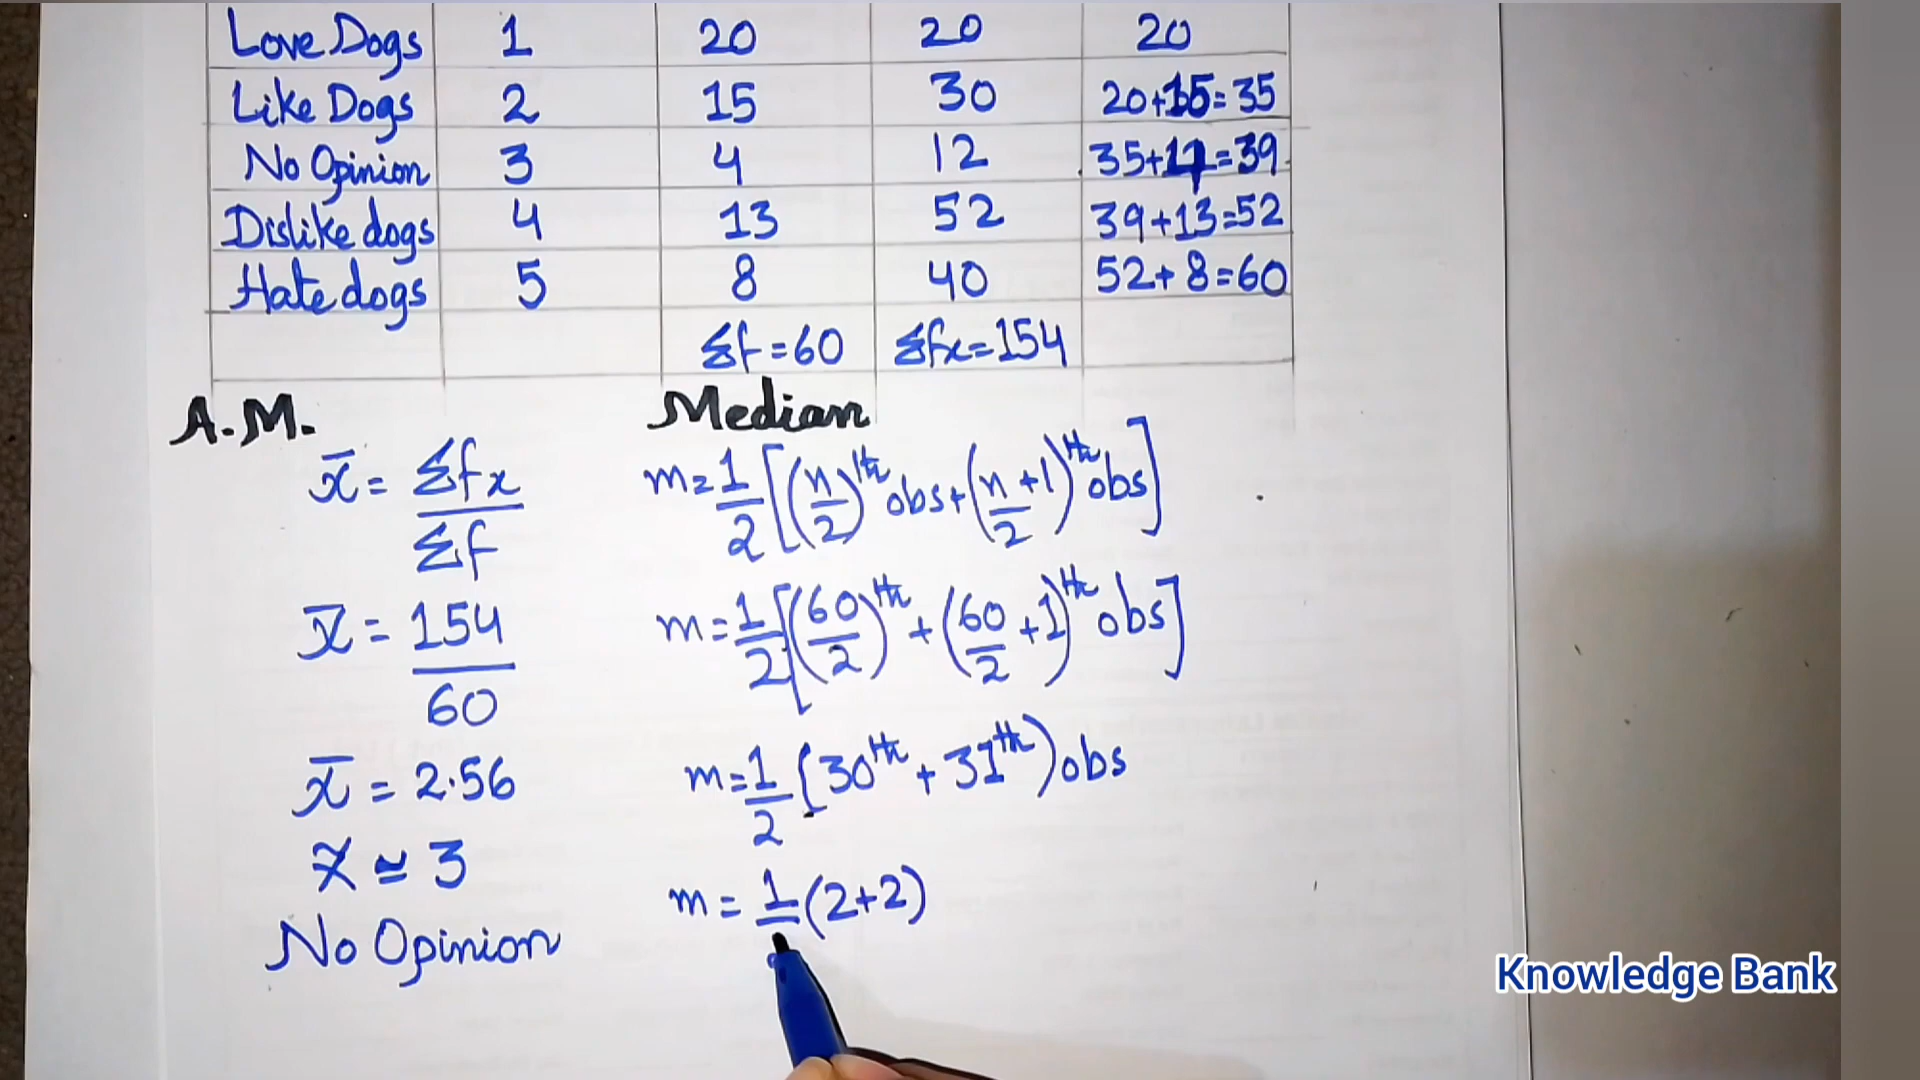 Love Dogs 1 20 20 20
Like Dogs 2 15 30 20+15=35
No Opinion 3 4 12 35+4=39
Dislike dogs 4 13 52 39+13=52
Hate dogs 5 8 40 52+8=60
Σf=60 Σfx=154
A.M.
x̄ = Σfx / Σf
x̄ = 154 / 60
x̄ = 2.56
x ≃ 3
No Opinion
Median
m = 1/2 [(n/2)th obs + (n/2 +1)th obs]
m = 1/2 [(60/2)th + (60/2 +1)th obs]
m = 1/2 [30th + 31th) obs
m = 1/ (2+2)
Knowledge Bank